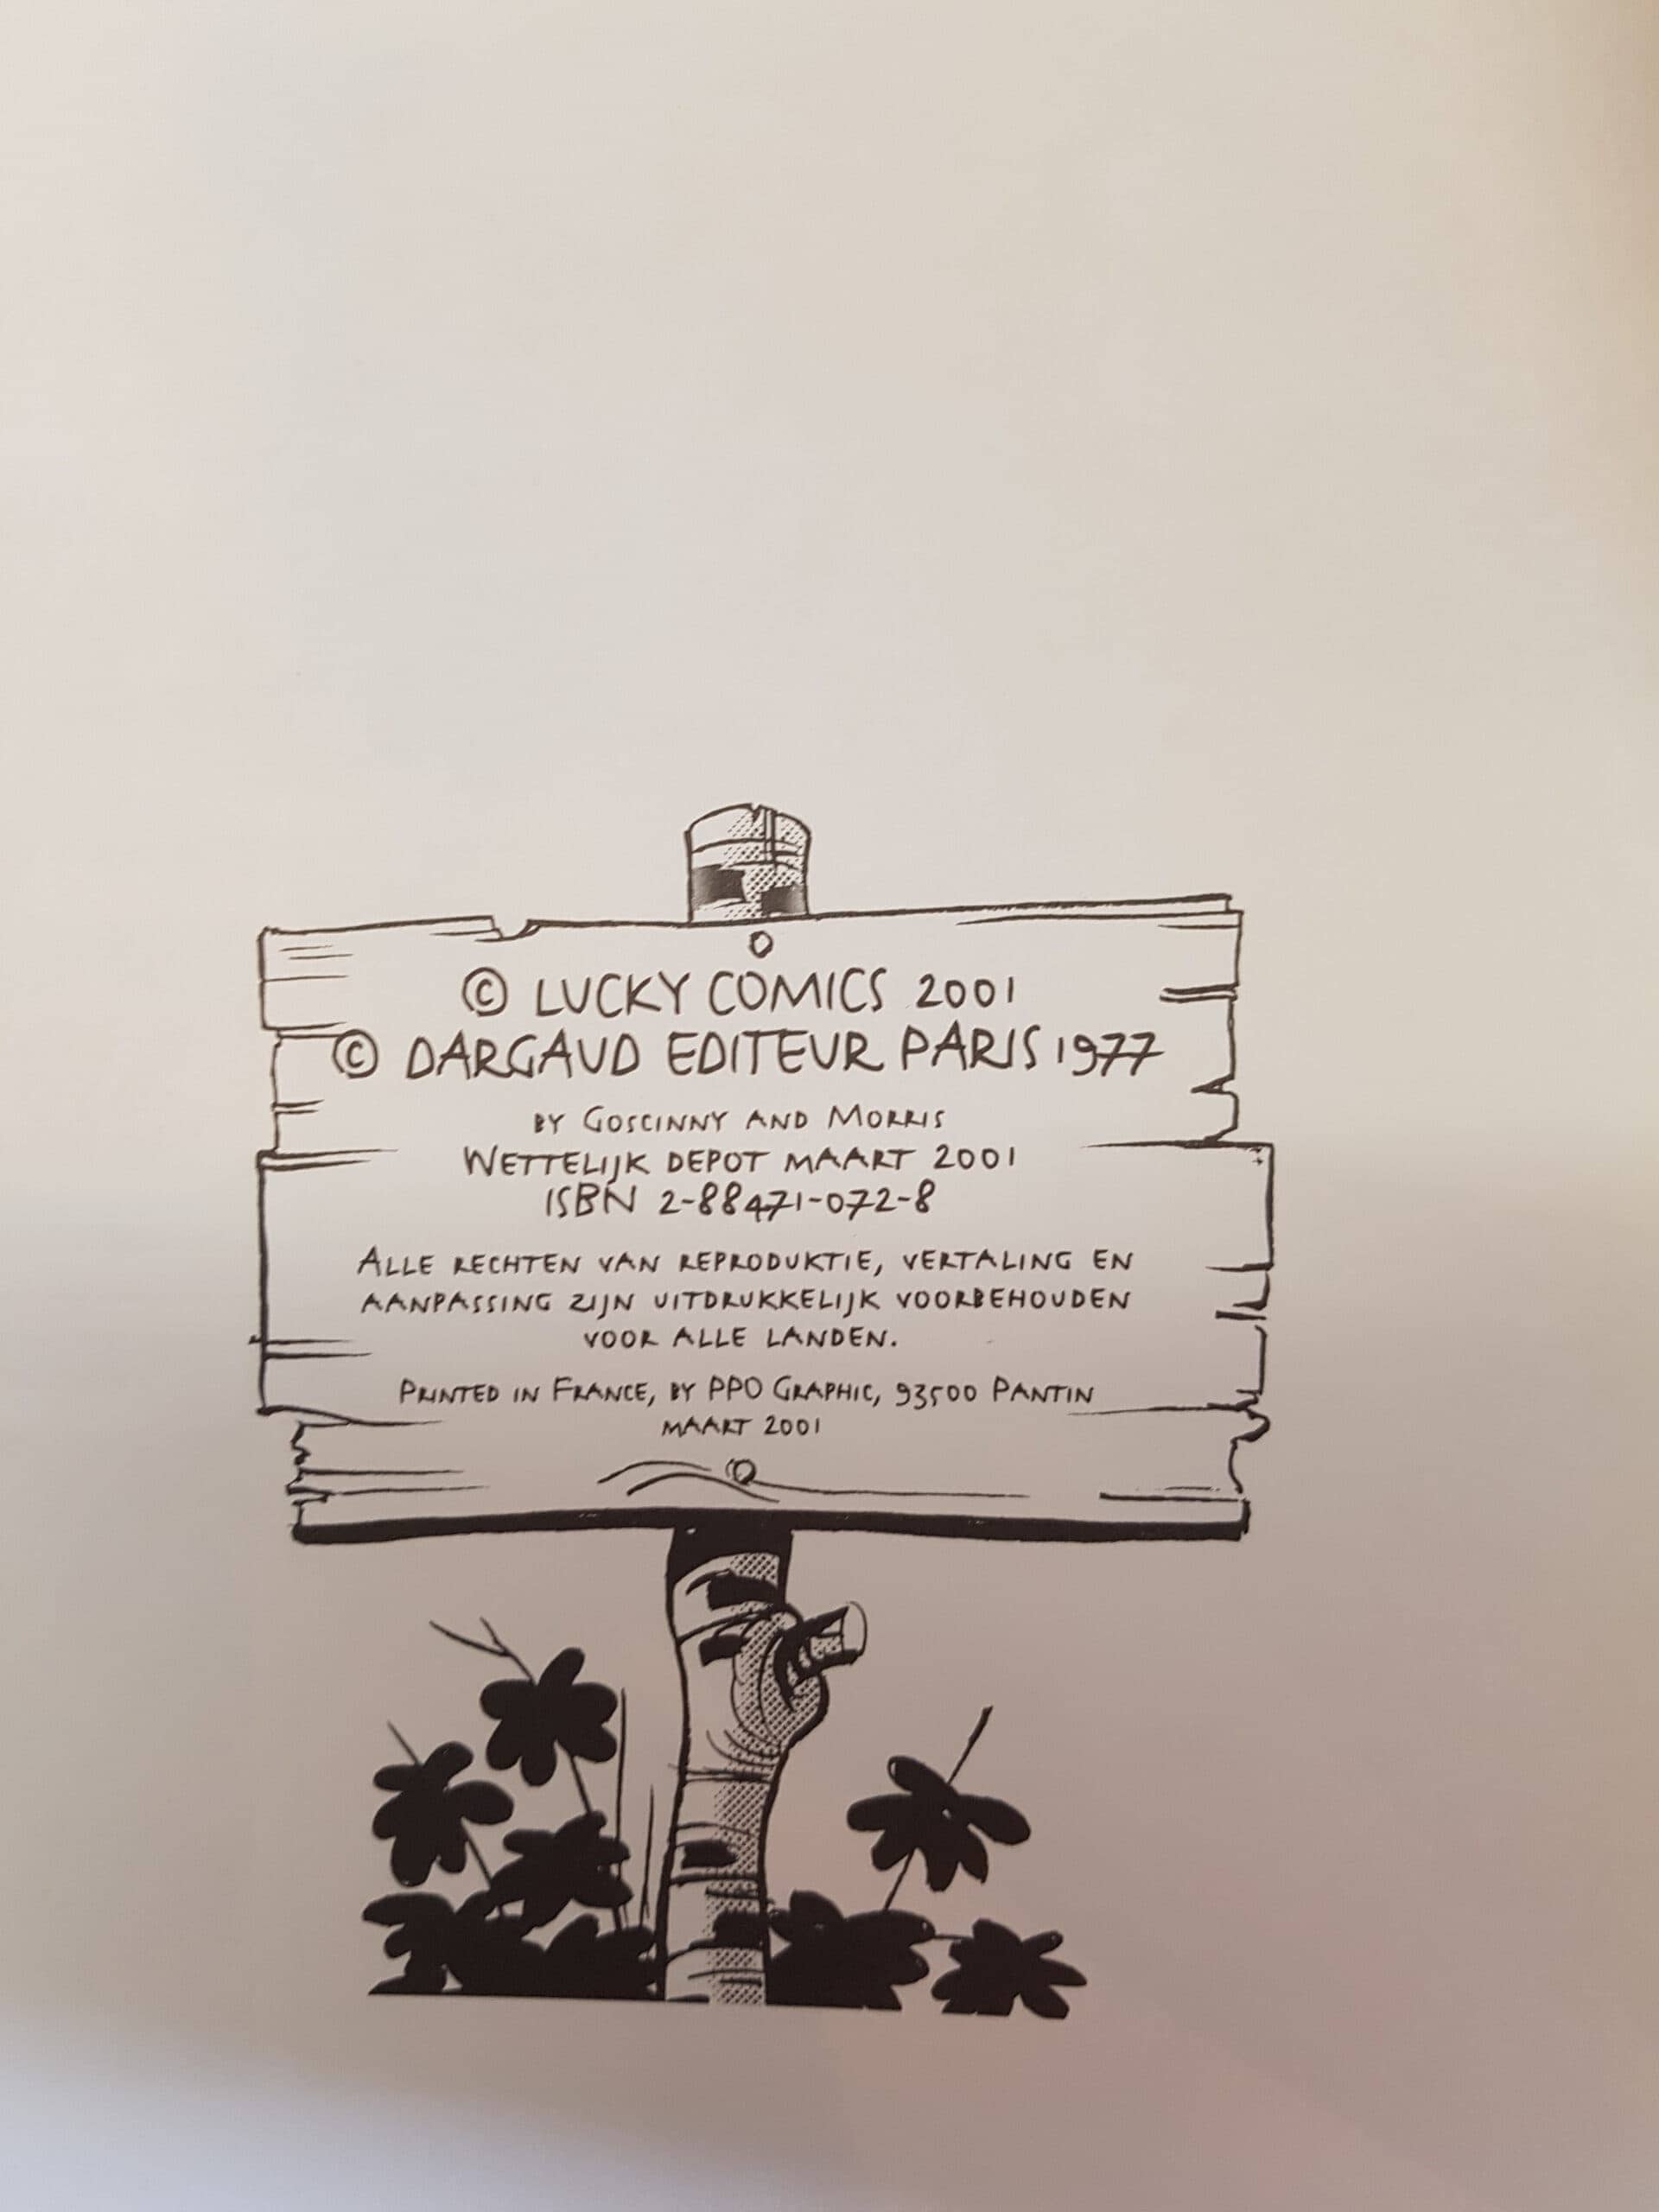 © LUCKY COMICS 2001
© DARGAUD EDITEUR PARIS 1977
BY GOSCINNY AND MORRIS
WETTELIJK DEPOT MAART 2001
ISBN 2-88471-072-8
ALLE RECHTEN VAN REPRODUKTIE, VERTALING EN
AANPASSING ZIJN UITDRUKKELIJK VOORBEHOUDEN
VOOR ALLE LANDEN.
PRINTED IN FRANCE, BY PPO GRAPHIC, 93500 PANTIN
MAART 2001